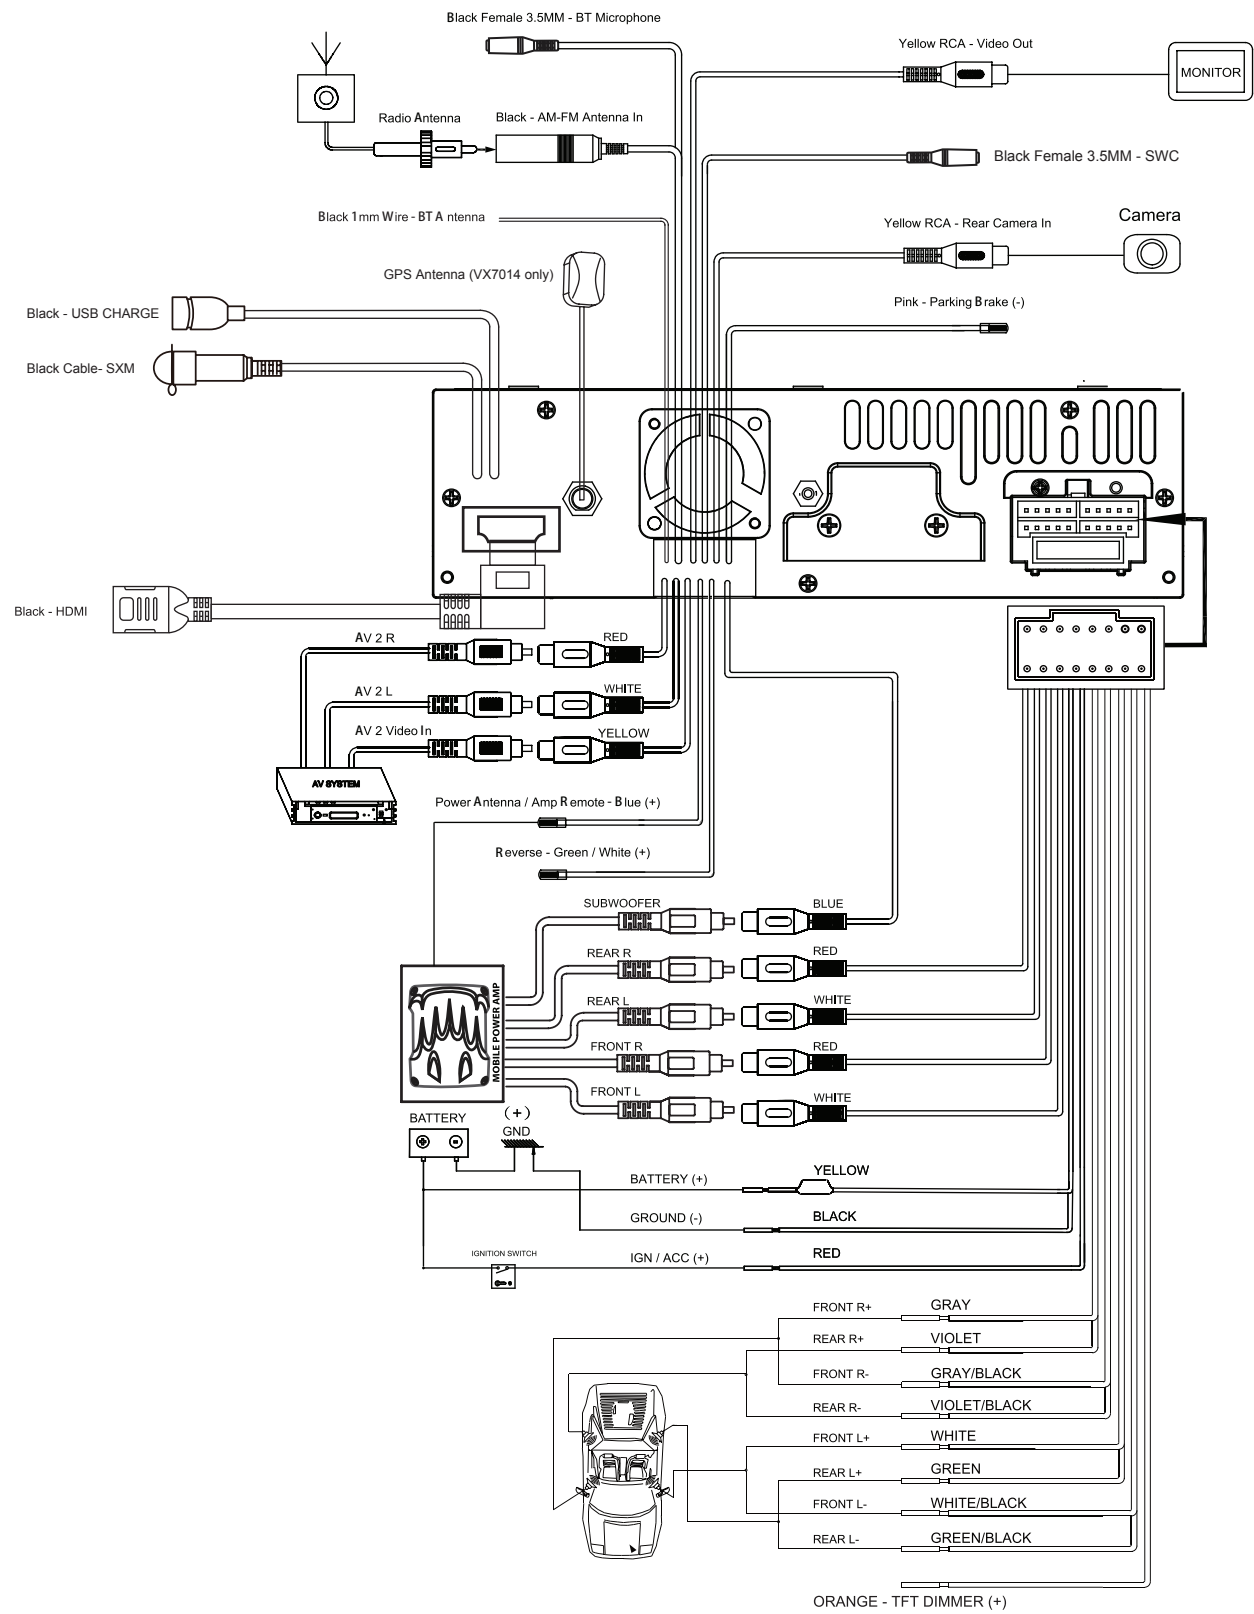 Black Female 3.5MM - BT Microphone
Yellow RCA - Video Out
MONITOR
Radio Antenna
Black - AM-FM Antenna In
Black Female 3.5MM - SWC
Black 1mm Wire - BT A ntenna
Yellow RCA - Rear Camera In
Camera
GPS Antenna (VX7014 only)
Pink - Parking Brake (-)
Black - USB CHARGE
Black Cable- SXM
Black - HDMI
AV 2 R
RED
AV 2 L
WHITE
AV 2 Video In
YELLOW
AV SYSTEM
Power Antenna / Amp Remote - Blue (+)
Reverse - Green / White (+)
SUBWOOFER
BLUE
REAR R
RED
REAR L
WHITE
FRONT R
RED
FRONT L
WHITE
MOBILE POWER AMP
BATTERY
(+)
GND
BATTERY (+)
YELLOW
GROUND (-)
BLACK
IGNITION SWITCH
IGN / ACC (+)
RED
FRONT R+
GRAY
REAR R+
VIOLET
FRONT R-
GRAY/BLACK
REAR R-
VIOLET/BLACK
FRONT L+
WHITE
REAR L+
GREEN
FRONT L-
WHITE/BLACK
REAR L-
GREEN/BLACK
ORANGE - TFT DIMMER (+)